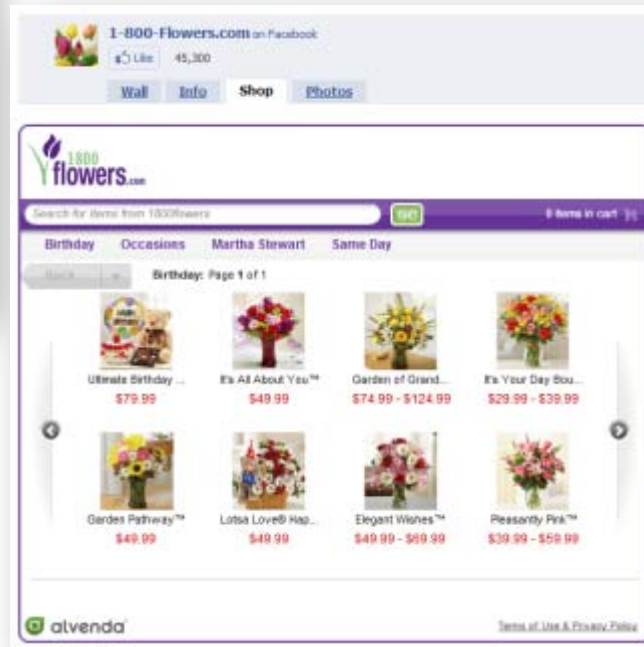 1-800-Flowers.com on Facebook
Like 45,300
Wall Info Shop Photos
1800
flowers.com
Search for items from 1800flowers
GO
0 items in cart
Birthday Occasions Martha Stewart Same Day
Back
Birthday: Page 1 of 1
Ultimate Birthday ... It's All About You™ Garden of Grand... It's Your Day Bou...
$79.99 $49.99 $74.99 - $124.99 $29.99 - $39.99
Garden Pathway™ Lotsa Love® Hap... Elegant Wishes™ Pleasantly Pink™
$49.99 $49.99 $49.99 - $69.99 $39.99 - $59.99
alvenda
Terms of Use & Privacy Policy